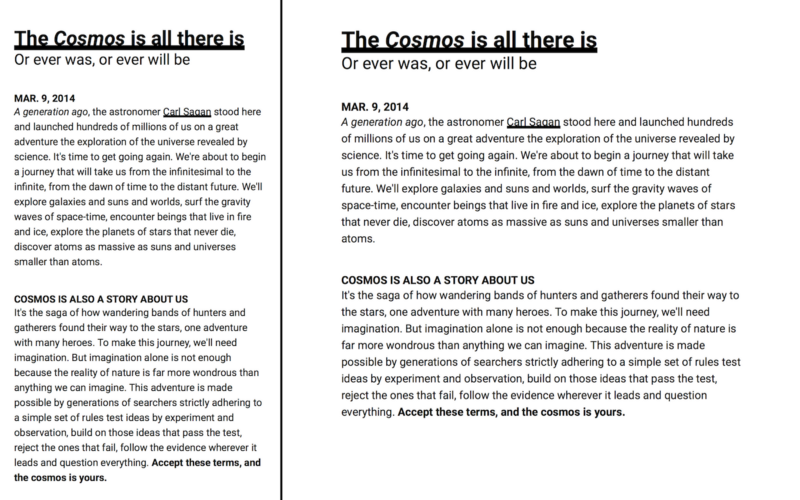 The Cosmos is all there is
Or ever was, or ever will be
MAR. 9, 2014
A generation ago, the astronomer Carl Sagan stood here
and launched hundreds of millions of us on a great
adventure the exploration of the universe revealed by
science. It's time to get going again. We're about to begin
a journey that will take us from the infinitesimal to the
infinite, from the dawn of time to the distant future. We'll
explore galaxies and suns and worlds, surf the gravity
waves of space-time, encounter beings that live in fire
and ice, explore the planets of stars that never die,
discover atoms as massive as suns and universes
smaller than atoms.
COSMOS IS ALSO A STORY ABOUT US
It's the saga of how wandering bands of hunters and
gatherers found their way to the stars, one adventure
with many heroes. To make this journey, we'll need
imagination. But imagination alone is not enough
because the reality of nature is far more wondrous than
anything we can imagine. This adventure is made
possible by generations of searchers strictly adhering to
a simple set of rules test ideas by experiment and
observation, build on those ideas that pass the test,
reject the ones that fail, follow the evidence wherever it
leads and question everything. Accept these terms, and
the cosmos is yours.
The Cosmos is all there is
Or ever was, or ever will be
MAR. 9, 2014
A generation ago, the astronomer Carl Sagan stood here and launched hundreds
of millions of us on a great adventure the exploration of the universe revealed by
science. It's time to get going again. We're about to begin a journey that will take
us from the infinitesimal to the infinite, from the dawn of time to the distant
future. We'll explore galaxies and suns and worlds, surf the gravity waves of
space-time, encounter beings that live in fire and ice, explore the planets of stars
that never die, discover atoms as massive as suns and universes smaller than
atoms.
COSMOS IS ALSO A STORY ABOUT US
It's the saga of how wandering bands of hunters and gatherers found their way to
the stars, one adventure with many heroes. To make this journey, we'll need
imagination. But imagination alone is not enough because the reality of nature is
far more wondrous than anything we can imagine. This adventure is made
possible by generations of searchers strictly adhering to a simple set of rules test
ideas by experiment and observation, build on those ideas that pass the test,
reject the ones that fail, follow the evidence wherever it leads and question
everything. Accept these terms, and the cosmos is yours.